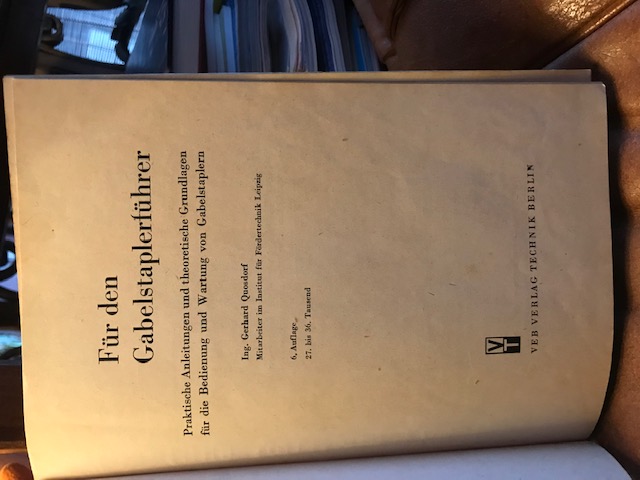 Für den
Gabelstaplerführer
Praktische Anleitungen und theoretische Grundlagen
für die Bedienung und Wartung von Gabelstaplern
Ing. Gerhard Quosdorf
Mitarbeiter im Institut für Fördertechnik Leipzig
6. Auflage
27. bis 36. Tausend
VT
VEB VERLAG TECHNIK BERLIN